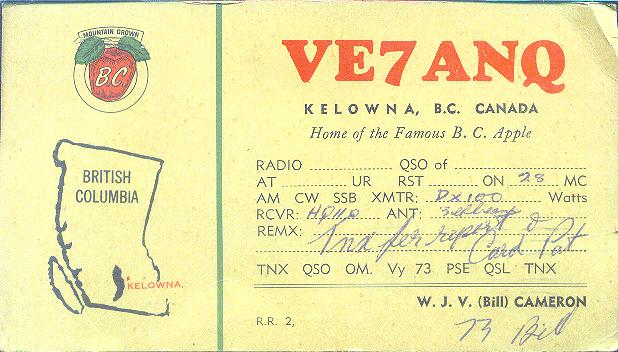 MOUNTAIN GROWN
B.C.
BRITISH
COLUMBIA
KELOWNA.
VE7ANQ
KELOWNA, B.C. CANADA
Home of the Famous B. C. Apple
RADIO QSO of
AT UR RST ON 28 MC
AM CW SSB XMTR: DX100 Watts
RCVR: ANT:
REMX: Tnx for report &
Card Pat
TNX QSO OM. Vy 73 PSE QSL TNX
W. J. V. (Bill) CAMERON
R.R. 2, 73 Bill